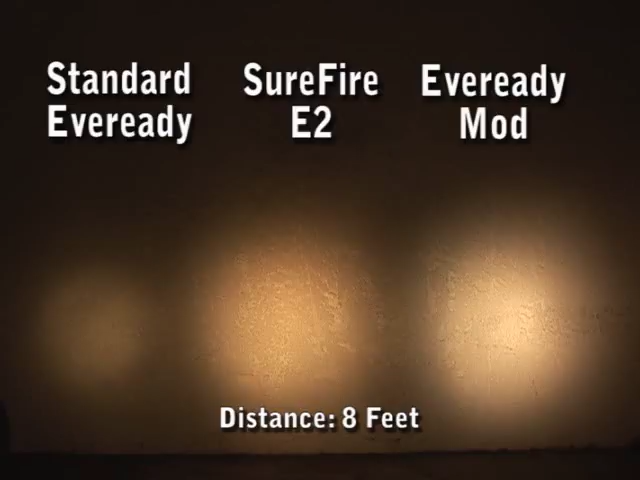 Standard
Eveready
SureFire
E2
Eveready
Mod
Distance: 8 Feet